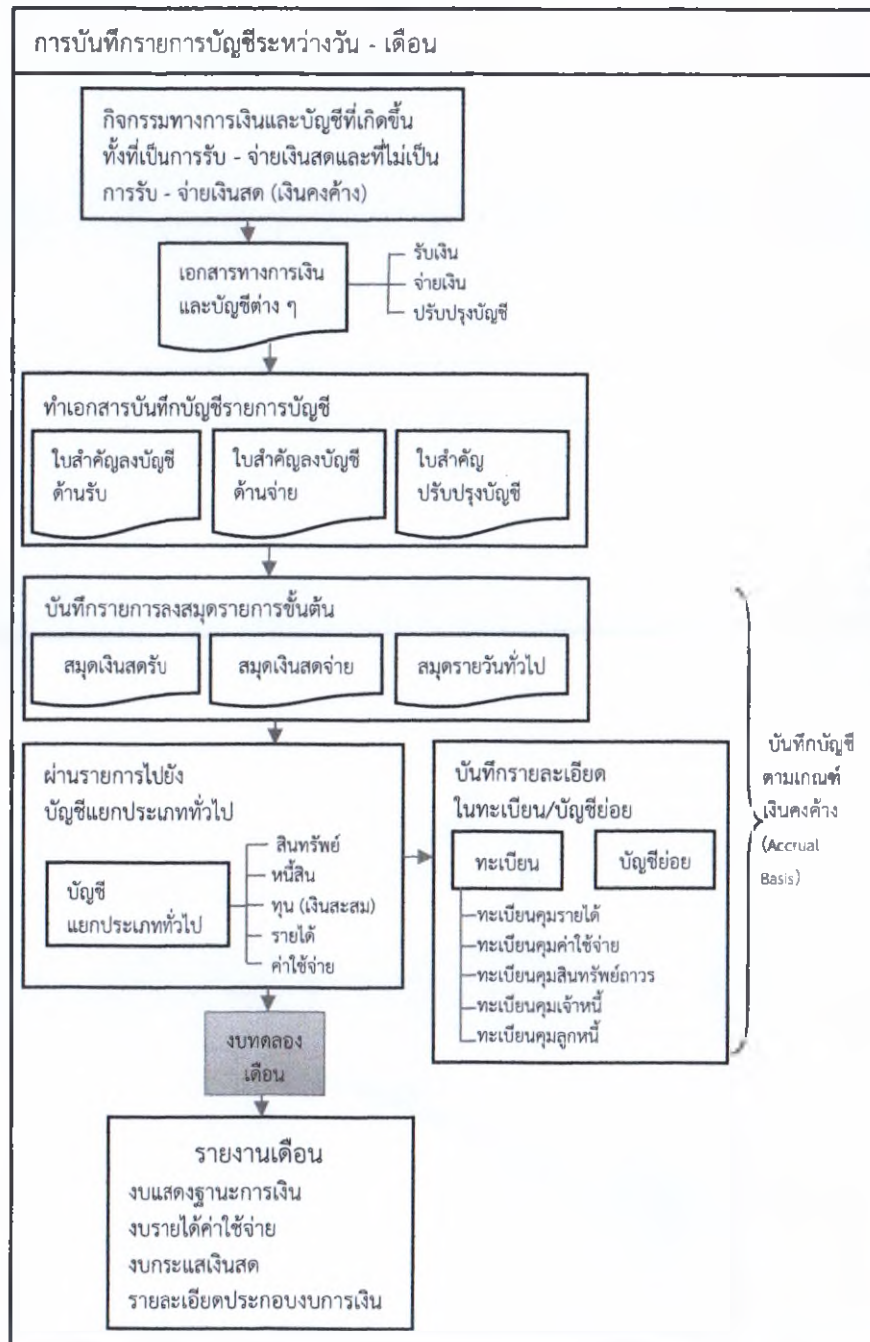 การบันทึกรายการบัญชีระหว่างวัน - เดือน
กิจกรรมทางการเงินและบัญชีที่เกิดขึ้น
ทั้งที่เป็นการรับ - จ่ายเงินสดและที่ไม่เป็น
การรับ - จ่ายเงินสด (เงินคงค้าง)
เอกสารทางการเงิน
และบัญชีต่าง ๆ
รับเงิน
จ่ายเงิน
ปรับปรุงบัญชี
ทำเอกสารบันทึกบัญชีรายการบัญชี
ใบสำคัญลงบัญชี
ด้านรับ
ใบสำคัญลงบัญชี
ด้านจ่าย
ใบสำคัญ
ปรับปรุงบัญชี
บันทึกรายการลงสมุดรายการขั้นต้น
สมุดเงินสดรับ
สมุดเงินสดจ่าย
สมุดรายวันทั่วไป
ผ่านรายการไปยัง
บัญชีแยกประเภททั่วไป
บัญชี
แยกประเภททั่วไป
สินทรัพย์
หนี้สิน
ทุน (เงินสะสม)
รายได้
ค่าใช้จ่าย
บันทึกรายละเอียด
ในทะเบียน/บัญชีย่อย
ทะเบียน
บัญชีย่อย
ทะเบียนคุมรายได้
ทะเบียนคุมค่าใช้จ่าย
ทะเบียนคุมสินทรัพย์ถาวร
ทะเบียนคุมเจ้าหนี้
ทะเบียนคุมลูกหนี้
บันทึกบัญชี
ตามเกณฑ์
เงินคงค้าง
(Accrual
Basis)
งบทดลอง
เดือน
รายงานเดือน
งบแสดงฐานะการเงิน
งบรายได้ค่าใช้จ่าย
งบกระแสเงินสด
รายละเอียดประกอบงบการเงิน